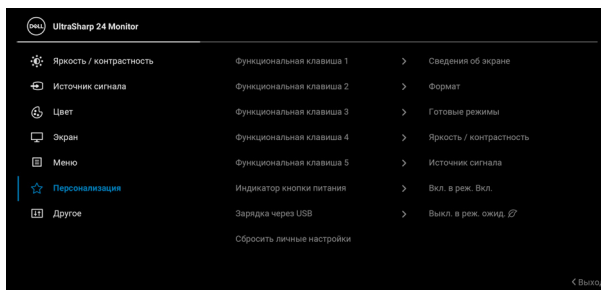 DELL UltraSharp 24 Monitor
Яркость / контрастность Функциональная клавиша 1 > Сведения об экране
Источник сигнала Функциональная клавиша 2 > Формат
Цвет Функциональная клавиша 3 > Готовые режимы
Экран Функциональная клавиша 4 > Яркость / контрастность
Меню Функциональная клавиша 5 > Источник сигнала
Персонализация Индикатор кнопки питания > Вкл. в реж. Вкл.
Другое Зарядка через USB > Выкл. в реж. ожид.
Сбросить личные настройки
< Выход